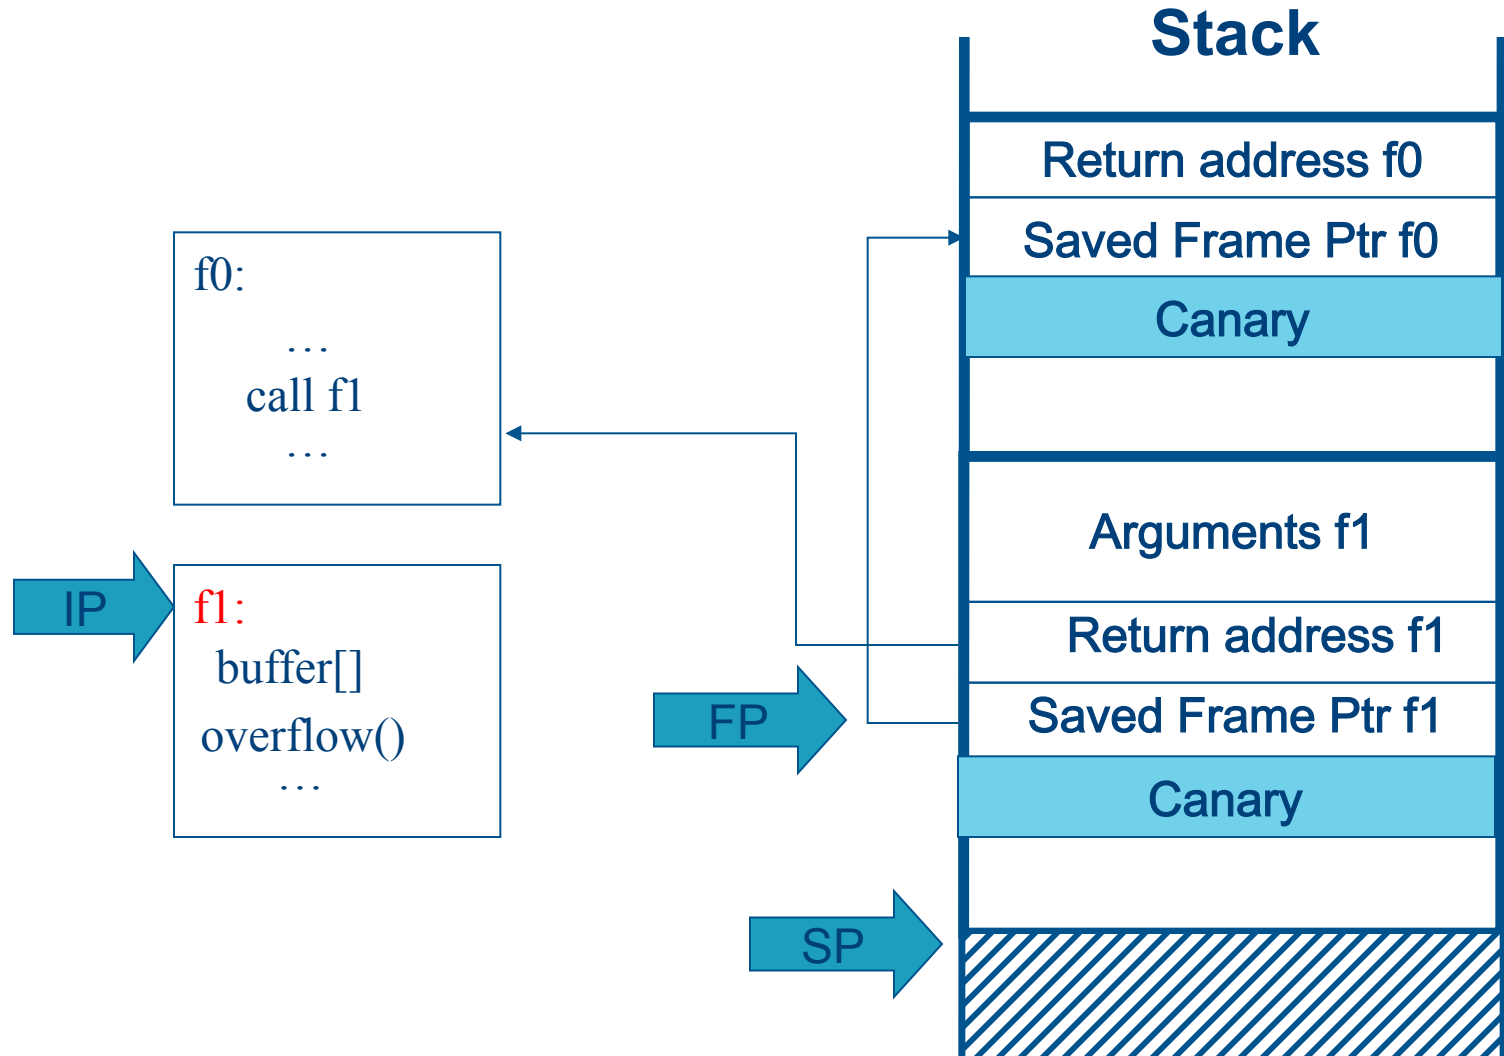 Stack
Return address f0
Saved Frame Ptr f0
Canary
f0:
…
call f1
…
Arguments f1
IP
f1:
buffer[]
overflow()
…
Return address f1
FP
Saved Frame Ptr f1
Canary
SP